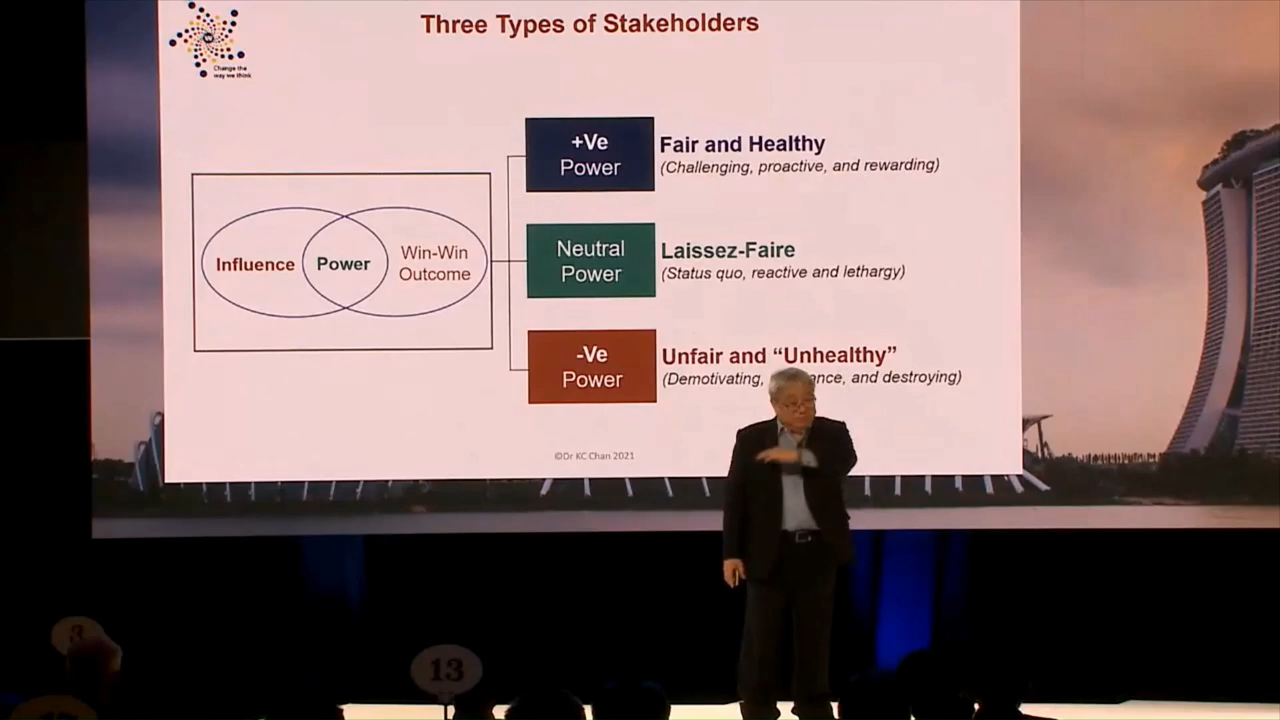 Three Types of Stakeholders
W
Change the
way we think
+Ve
Power
Fair and Healthy
(Challenging, proactive, and rewarding)
Influence
Power
Win-Win
Outcome
Neutral
Power
Laissez-Faire
(Status quo, reactive and lethargy)
-Ve
Power
Unfair and “Unhealthy”
(Demotivating, and destroying)
©Dr KC Chan 2021
3
13